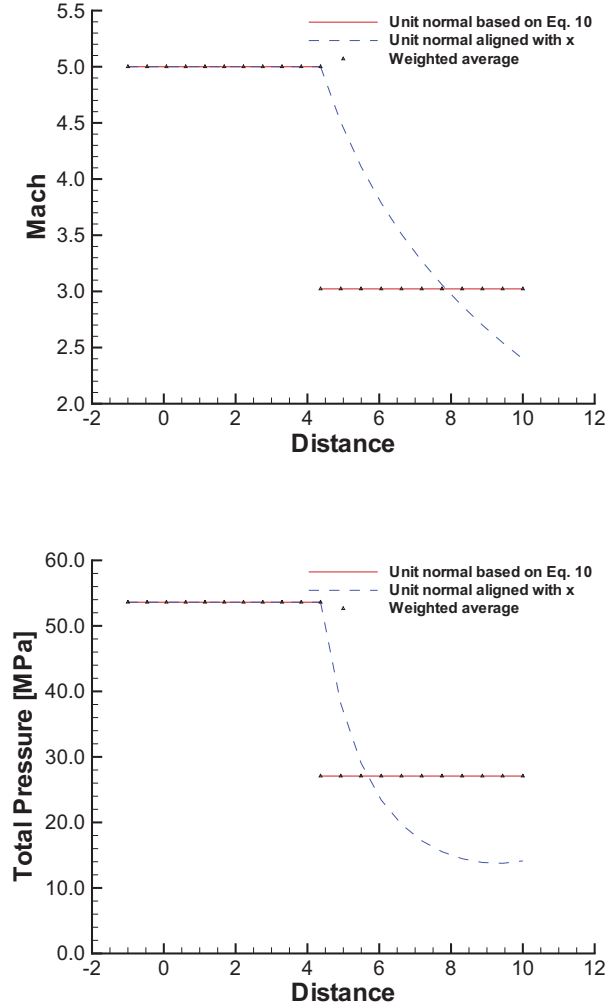 5.5
5.0
4.5
4.0
3.5
3.0
2.5
2.0
Mach
Unit normal based on Eq. 10
Unit normal aligned with x
Weighted average
-2 0 2 4 6 8 10 12
Distance
60.0
50.0
40.0
30.0
20.0
10.0
0.0
Total Pressure [MPa]
Unit normal based on Eq. 10
Unit normal aligned with x
Weighted average
-2 0 2 4 6 8 10 12
Distance